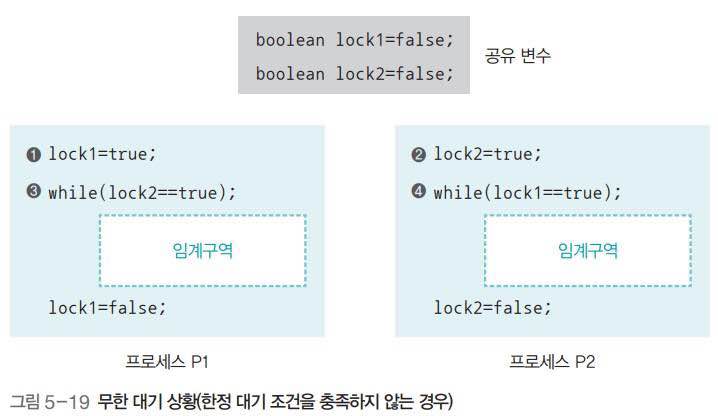 boolean lock1=false;
boolean lock2=false;
공유 변수
❶ lock1=true;
❸ while(lock2==true);
임계구역
lock1=false;
프로세스 P1
❷ lock2=true;
❹ while(lock1==true);
임계구역
lock2=false;
프로세스 P2
그림 5-19 무한 대기 상황(한정 대기 조건을 충족하지 않는 경우)